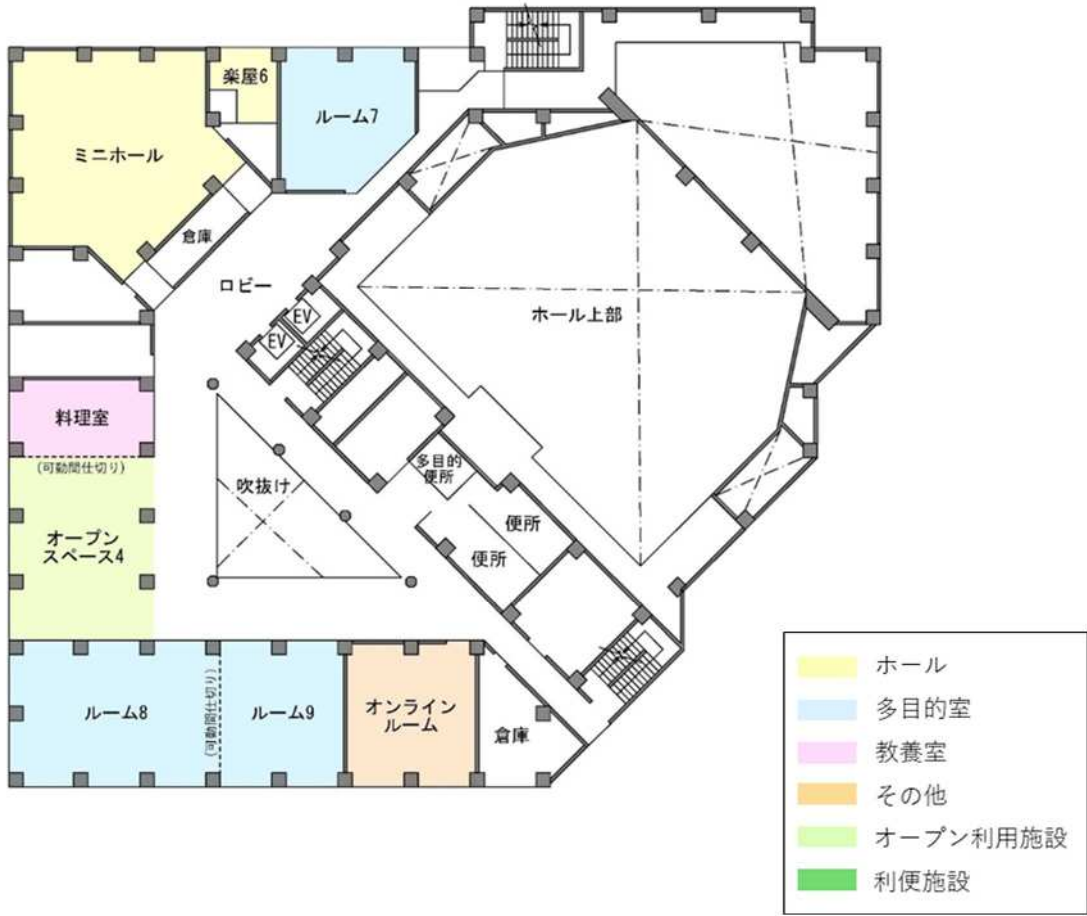 楽屋6
ルーム7
ミニホール
倉庫
ロビー
EV
EV
ホール上部
料理室
(可動間仕切り)
多目的
便所
吹抜け
便所
便所
オープン
スペース4
ルーム8
(可動間仕切り)
ルーム9
オンライン
ルーム
倉庫
ホール
多目的室
教養室
その他
オープン利用施設
利便施設